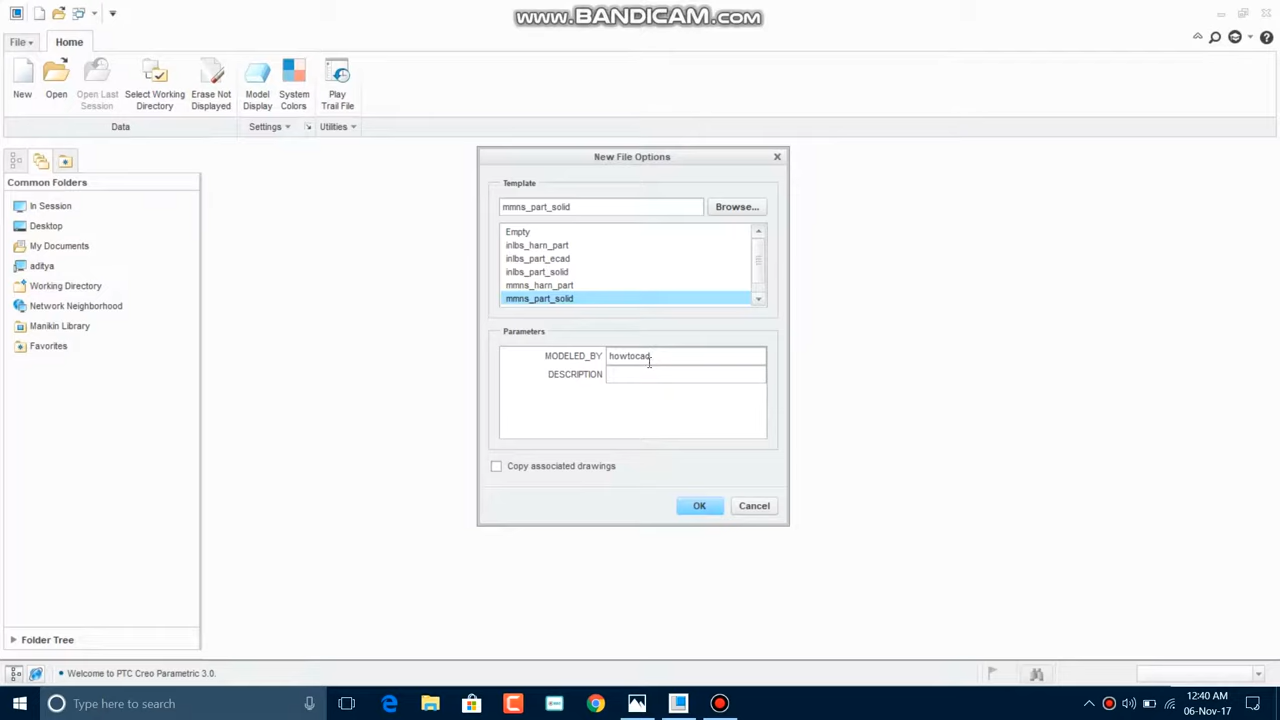 www.BANDICAM.com
File
Home
New
Open
Open Last Session
Select Working Directory
Erase Not Displayed
Model Display
System Colors
Play Trail File
Data
Settings
Utilities
Common Folders
In Session
Desktop
My Documents
aditya
Working Directory
Network Neighborhood
Manikin Library
Favorites
Folder Tree
New File Options
Template
mmns_part_solid
Browse...
Empty
inlbs_harn_part
inlbs_part_ecad
inlbs_part_solid
mmns_harn_part
mmns_part_solid
Parameters
MODELED_BY howtocad
DESCRIPTION
Copy associated drawings
OK
Cancel
• Welcome to PTC Creo Parametric 3.0.
Type here to search
12:40 AM
06-Nov-17